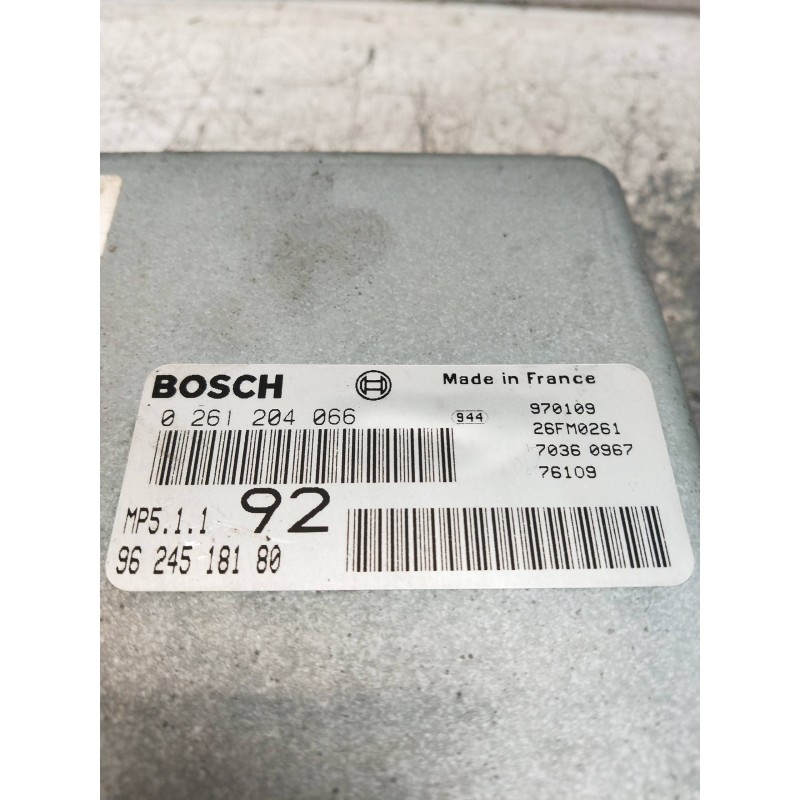 BOSCH
Made in France
0 261 204 066
944
970109
26FM0261
7036 0967
76109
MP5.1.1
92
96 245 181 80